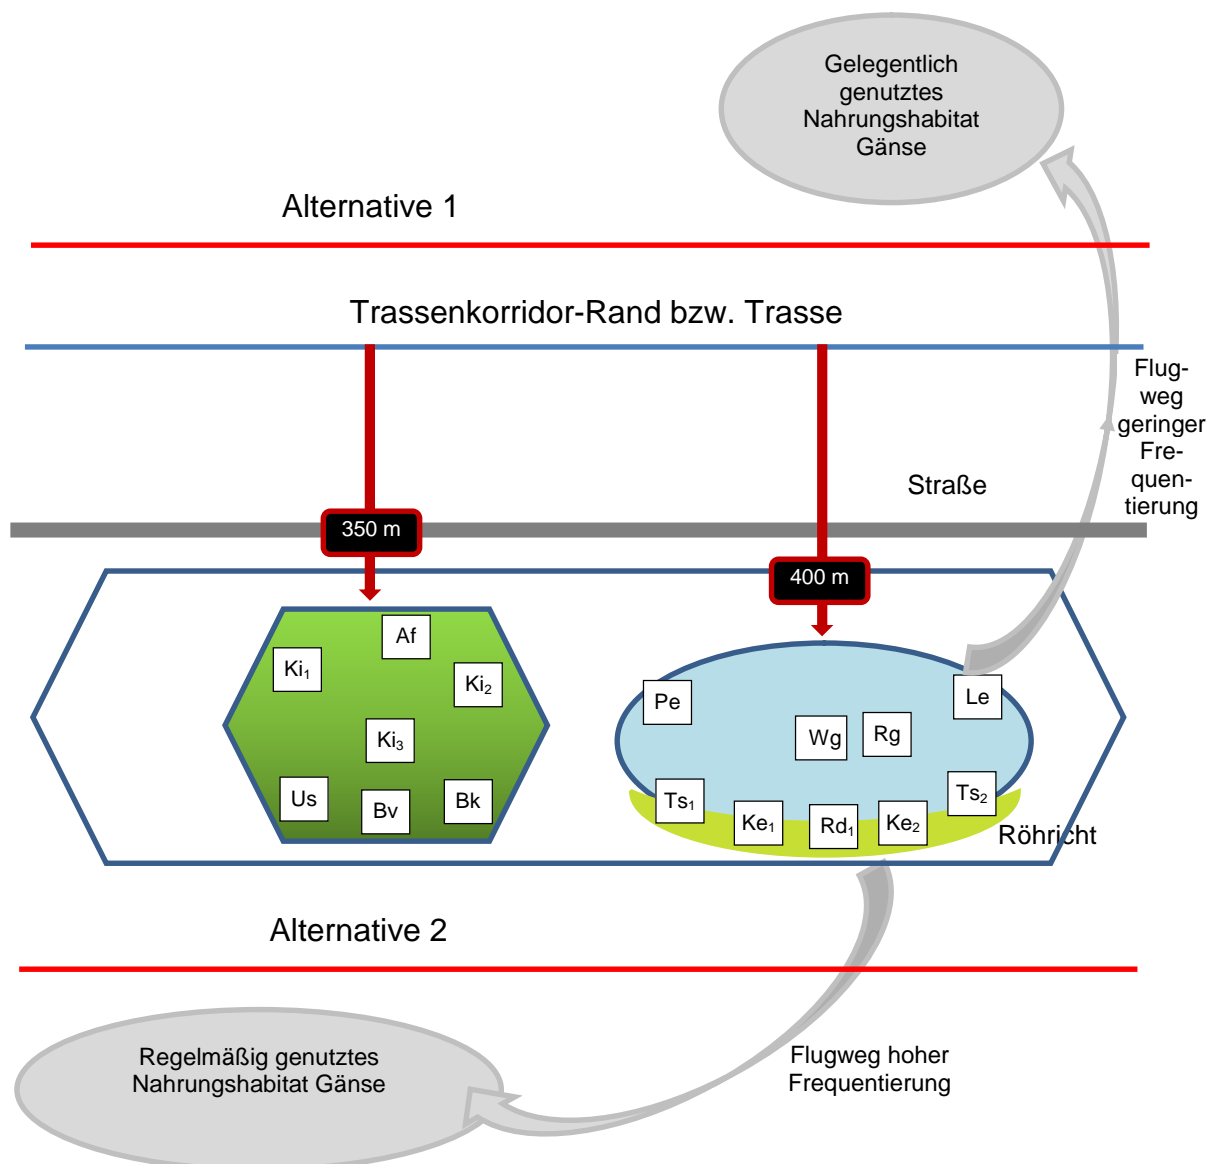 Gelegentlich
genutztes
Nahrungshabitat
Gänse
Alternative 1
Trassenkorridor-Rand bzw. Trasse
Flug-
weg
geringer
Fre-
quen-
tierung
Straße
350 m
400 m
Af
Ki₁
Ki₂
Ki₃
Us
Bv
Bk
Pe
Le
Wg
Rg
Ts₁
Ts₂
Ke₁
Rd₁
Ke₂
Röhricht
Alternative 2
Regelmäßig genutztes
Nahrungshabitat Gänse
Flugweg hoher
Frequentierung